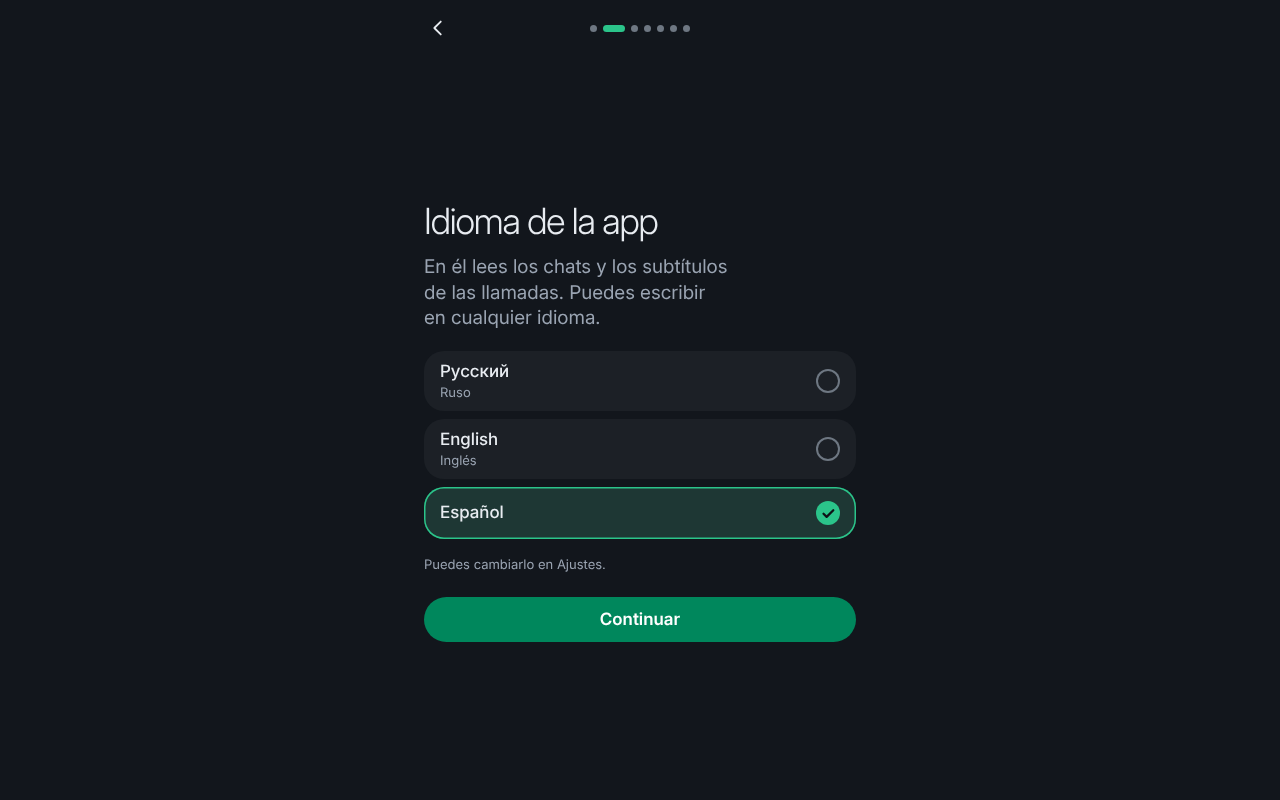 Idioma de la app
En él lees los chats y los subtítulos
de las llamadas. Puedes escribir
en cualquier idioma.
Русский
Ruso
English
Inglés
Español
Puedes cambiarlo en Ajustes.
Continuar